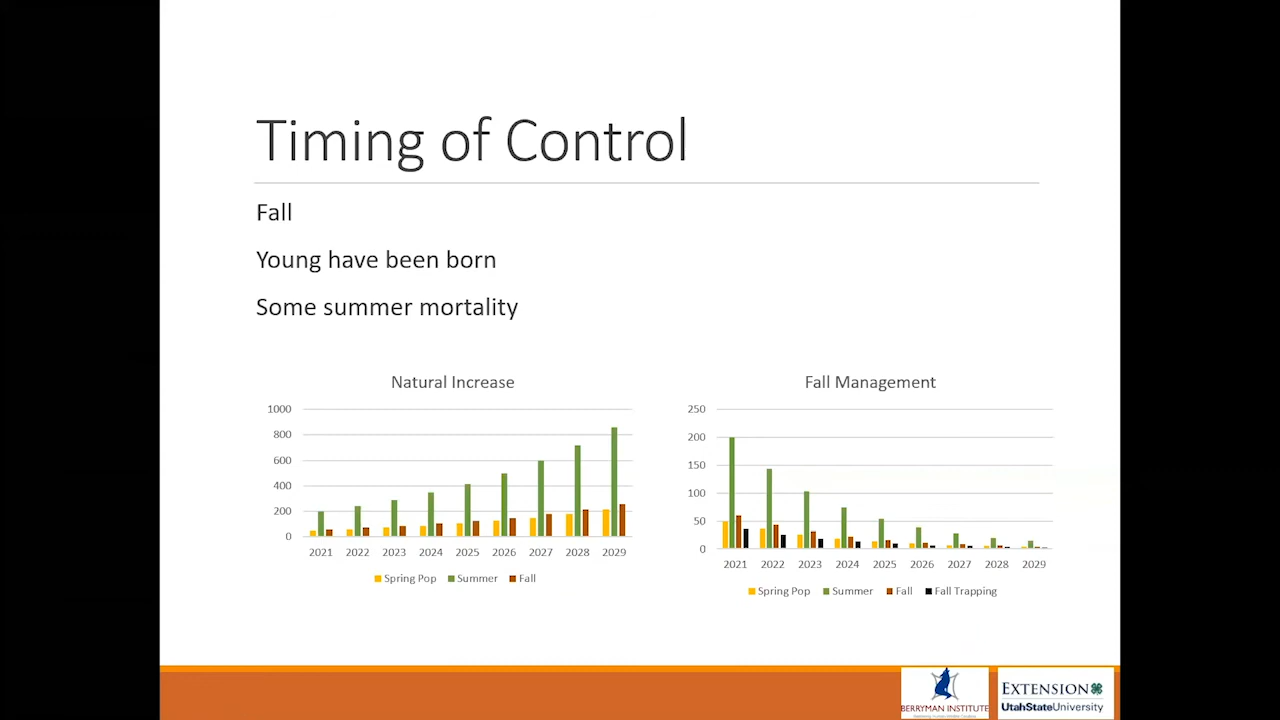 Timing of Control
Fall
Young have been born
Some summer mortality
Natural Increase
1000
800
600
400
200
0
2021 2022 2023 2024 2025 2026 2027 2028 2029
Spring Pop Summer Fall
Fall Management
250
200
150
100
50
0
2021 2022 2023 2024 2025 2026 2027 2028 2029
Spring Pop Summer Fall Fall Trapping
BERRYMAN INSTITUTE
EXTENSION
UtahStateUniversity